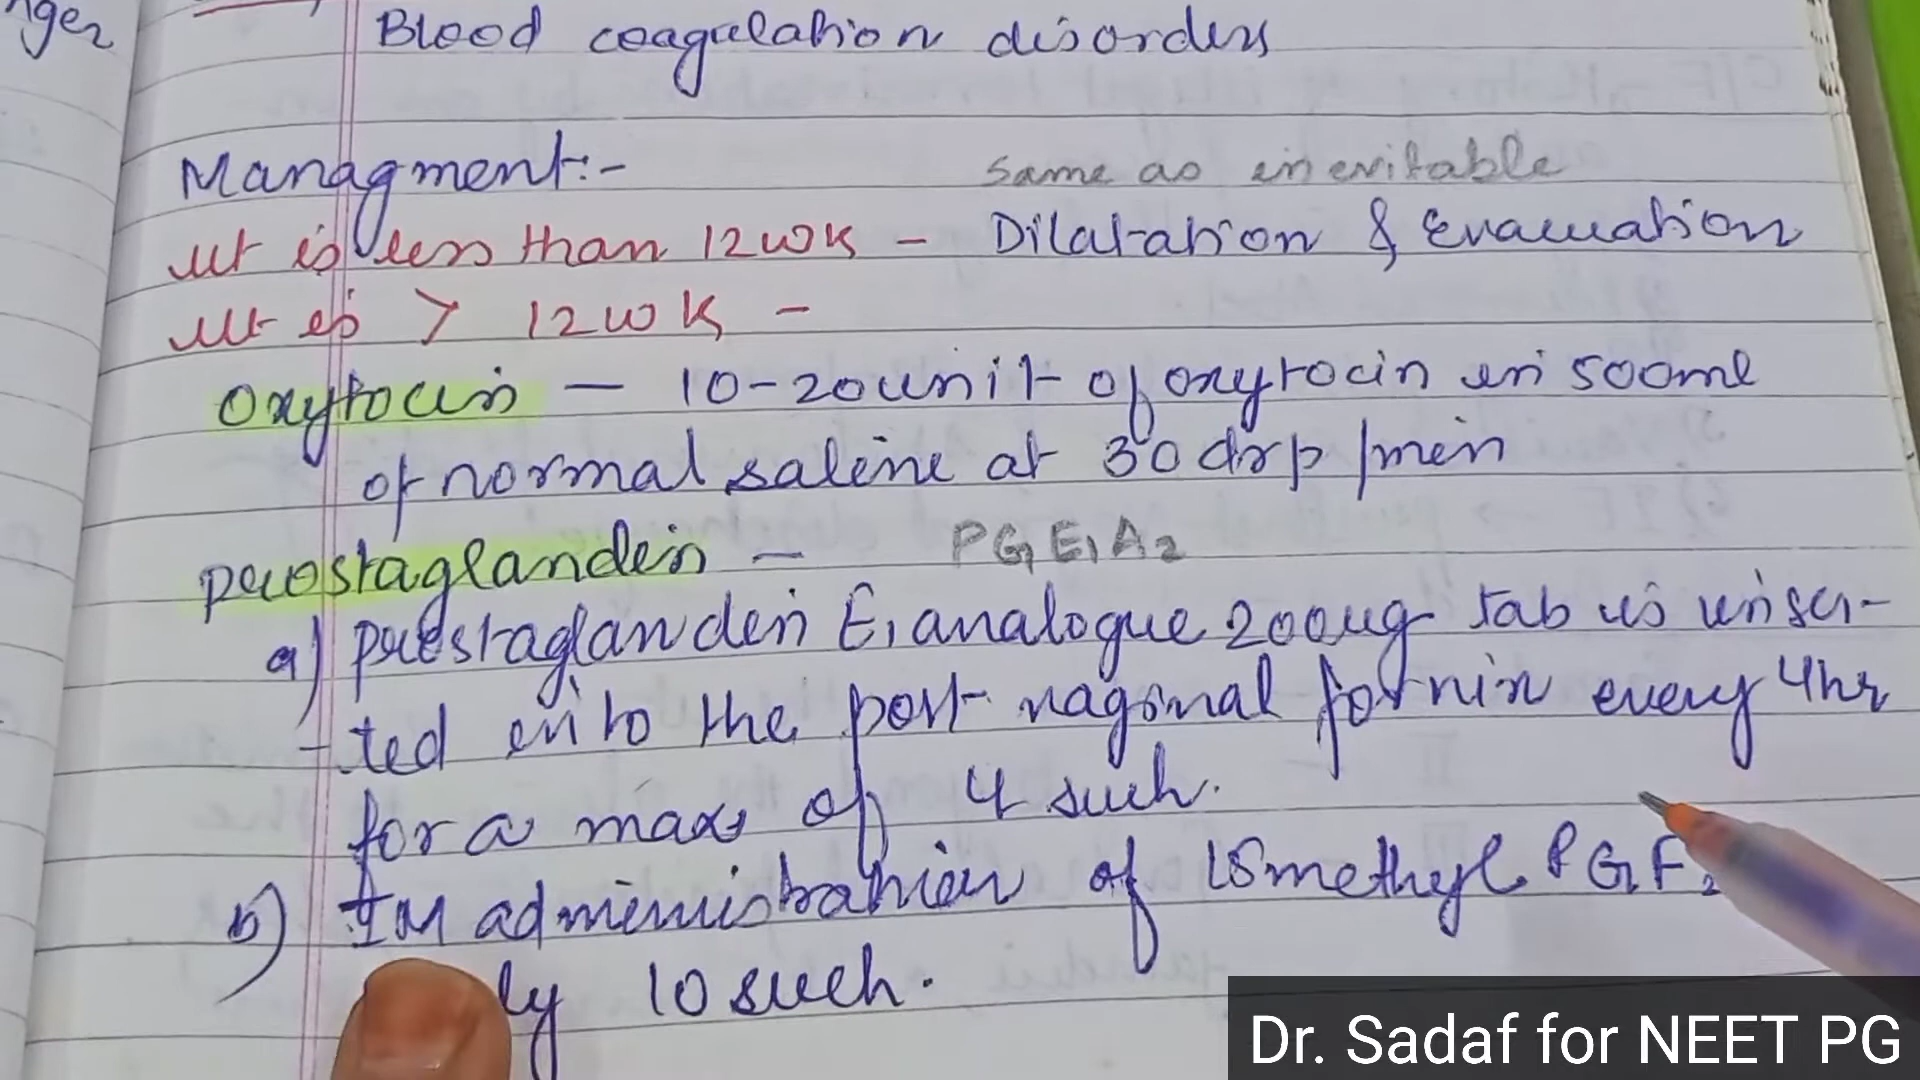 Blood coagulation disorders
Managment:-
same as inevitable
Ut is less than 12wk - Dilatation & Evacuation
Ut is > 12wk -
Oxytocin — 10-20unit of oxytocin in 500ml
of normal saline at 30drp/min
prostaglandin — PGE1A2
a) prostaglandin E1 analogue 200ug tab is inser-
-ted into the post vaginal fornix every 4hr
for a max of 4 such.
b) IM administration of 15methyl PGF2
ly 10 such.
Dr. Sadaf for NEET PG